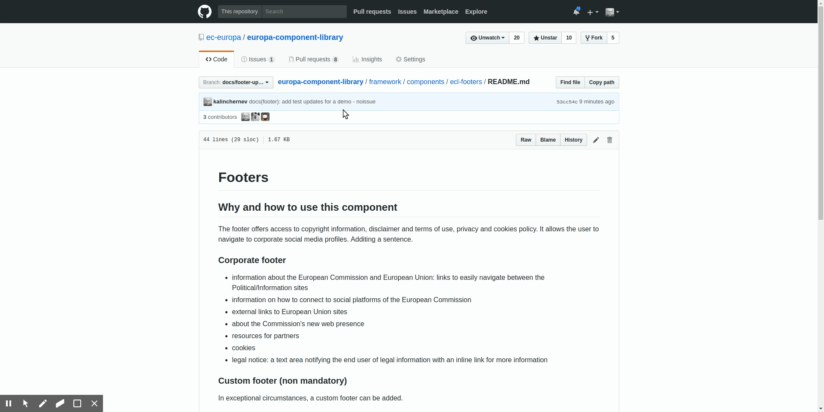 This repository Search Pull requests Issues Marketplace Explore
ec-europa / europa-component-library
Unwatch 20 Unstar 10 Fork 5
Code Issues 1 Pull requests 8 Insights Settings
Branch: docs/footer-up... europa-component-library / framework / components / ecl-footers / README.md Find file Copy path
kalinchernev docs(footer): add text updates for a demo - noissue 9 minutes ago
3 contributors
44 lines (29 sloc) 1.67 KB Raw Blame History
Footers
Why and how to use this component
The footer offers access to copyright information, disclaimer and terms of use, privacy and cookies policy. It allows the user to
navigate to corporate social media profiles. Additing a sentence.
Corporate footer
information about the European Commission and European Union: links to easily navigate between the
Political/Information sites
information on how to connect to social platforms of the European Commission
external links to European Union sites
about the Commission's new web presence
resources for partners
cookies
legal notice: a text area notifying the end user of legal information with an inline link for more information
Custom footer (non mandatory)
In exceptional circumstances, a custom footer can be added.